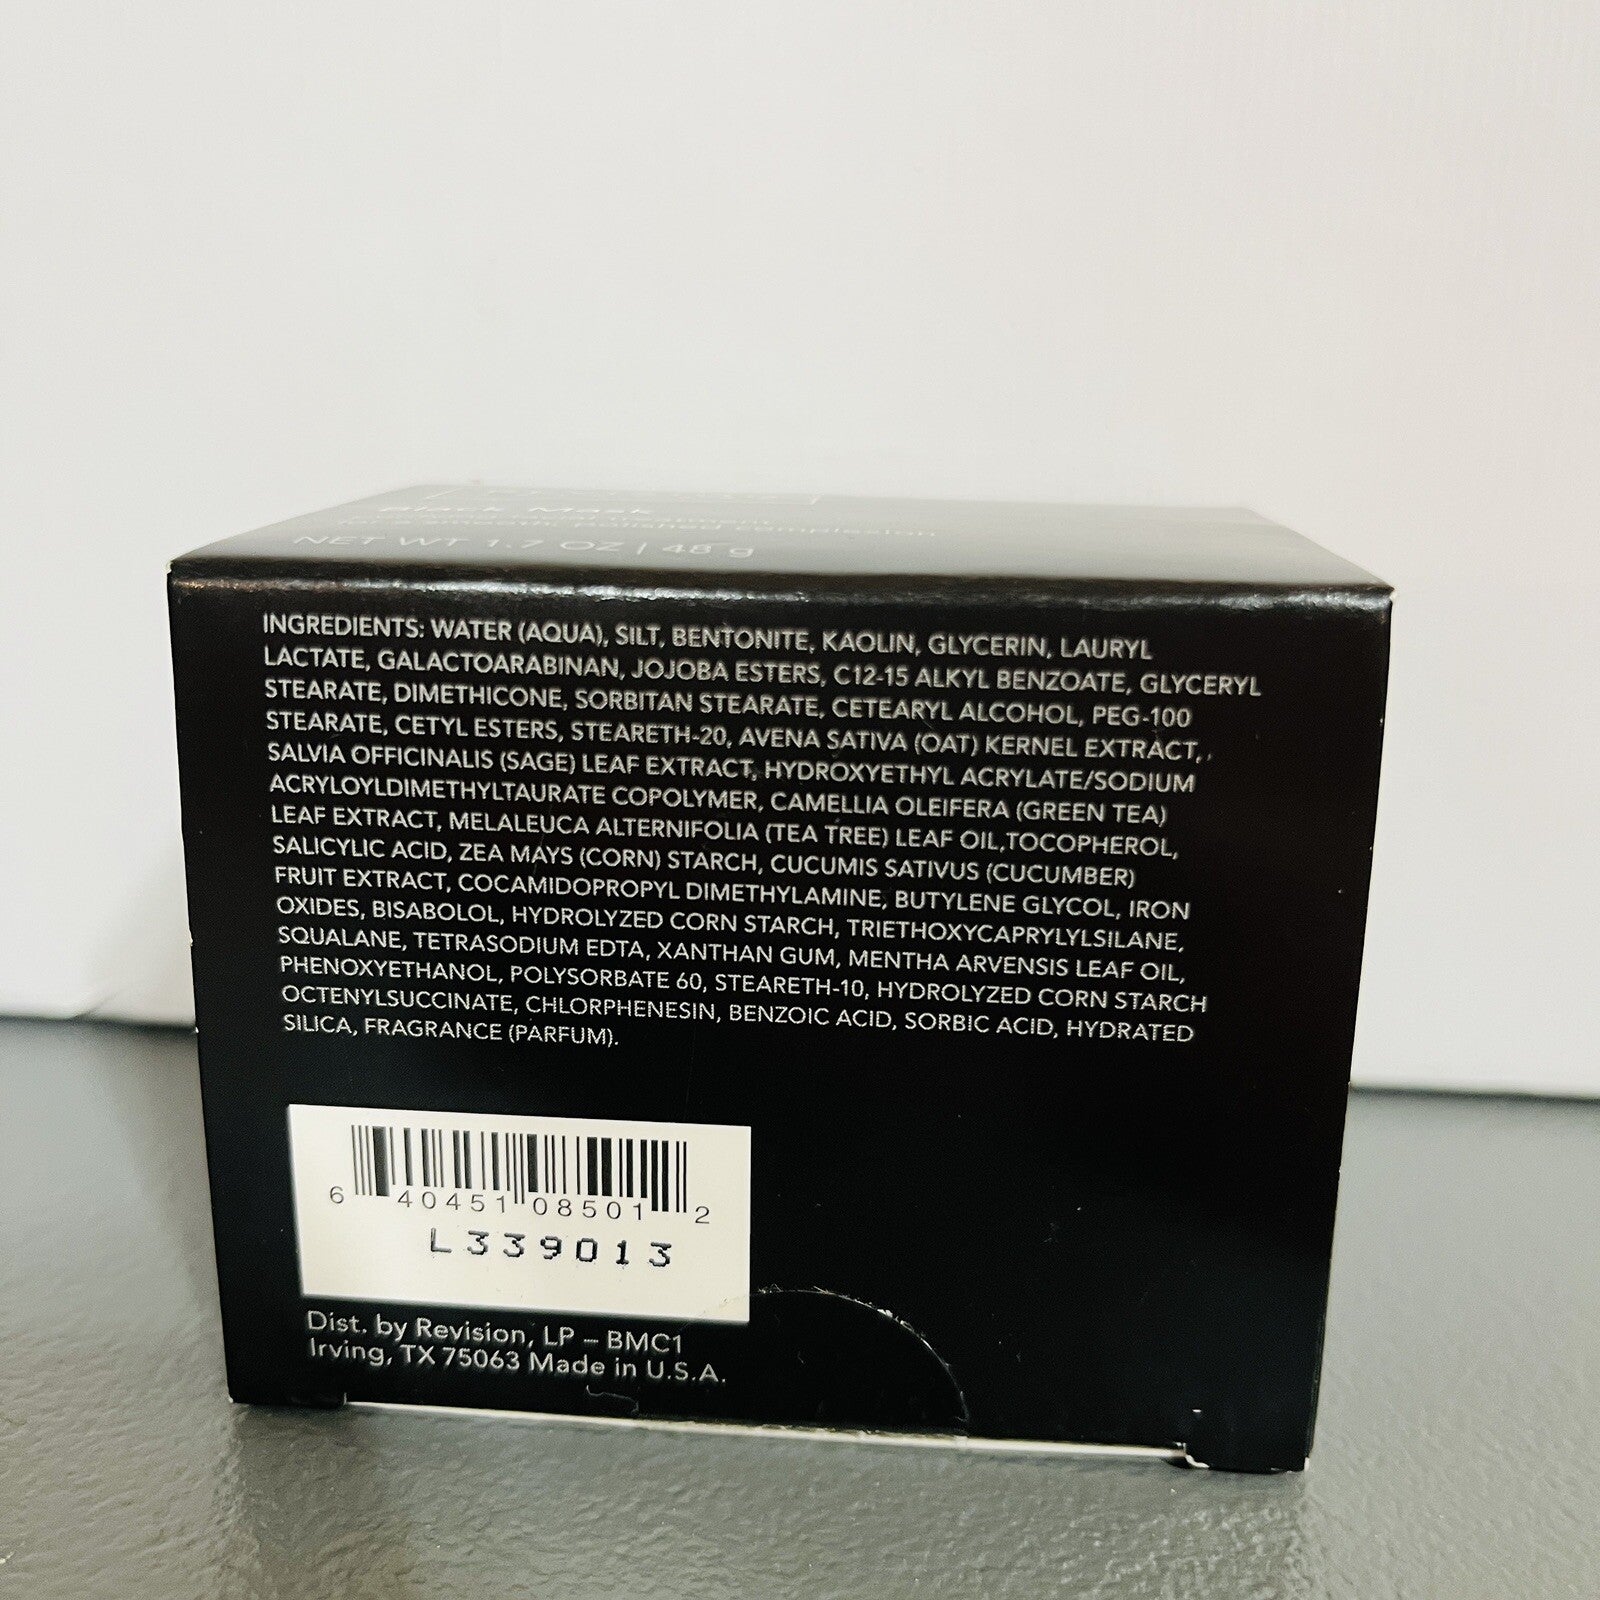 Black Mask
for a smooth, polished complexion
NET WT 1.7 OZ | 48 g
INGREDIENTS: WATER (AQUA), SILT, BENTONITE, KAOLIN, GLYCERIN, LAURYL
LACTATE, GALACTOARABINAN, JOJOBA ESTERS, C12-15 ALKYL BENZOATE, GLYCERYL
STEARATE, DIMETHICONE, SORBITAN STEARATE, CETEARYL ALCOHOL, PEG-100
STEARATE, CETYL ESTERS, STEARETH-20, AVENA SATIVA (OAT) KERNEL EXTRACT, ,
SALVIA OFFICINALIS (SAGE) LEAF EXTRACT, HYDROXYETHYL ACRYLATE/SODIUM
ACRYLOYLDIMETHYLTAURATE COPOLYMER, CAMELLIA OLEIFERA (GREEN TEA)
LEAF EXTRACT, MELALEUCA ALTERNIFOLIA (TEA TREE) LEAF OIL,TOCOPHEROL,
SALICYLIC ACID, ZEA MAYS (CORN) STARCH, CUCUMIS SATIVUS (CUCUMBER)
FRUIT EXTRACT, COCAMIDOPROPYL DIMETHYLAMINE, BUTYLENE GLYCOL, IRON
OXIDES, BISABOLOL, HYDROLYZED CORN STARCH, TRIETHOXYCAPRYLYLSILANE,
SQUALANE, TETRASODIUM EDTA, XANTHAN GUM, MENTHA ARVENSIS LEAF OIL,
PHENOXYETHANOL, POLYSORBATE 60, STEARETH-10, HYDROLYZED CORN STARCH
OCTENYLSUCCINATE, CHLORPHENESIN, BENZOIC ACID, SORBIC ACID, HYDRATED
SILICA, FRAGRANCE (PARFUM).
6 40451 08501 2
L339013
Dist. by Revision, LP – BMC1
Irving, TX 75063 Made in U.S.A.